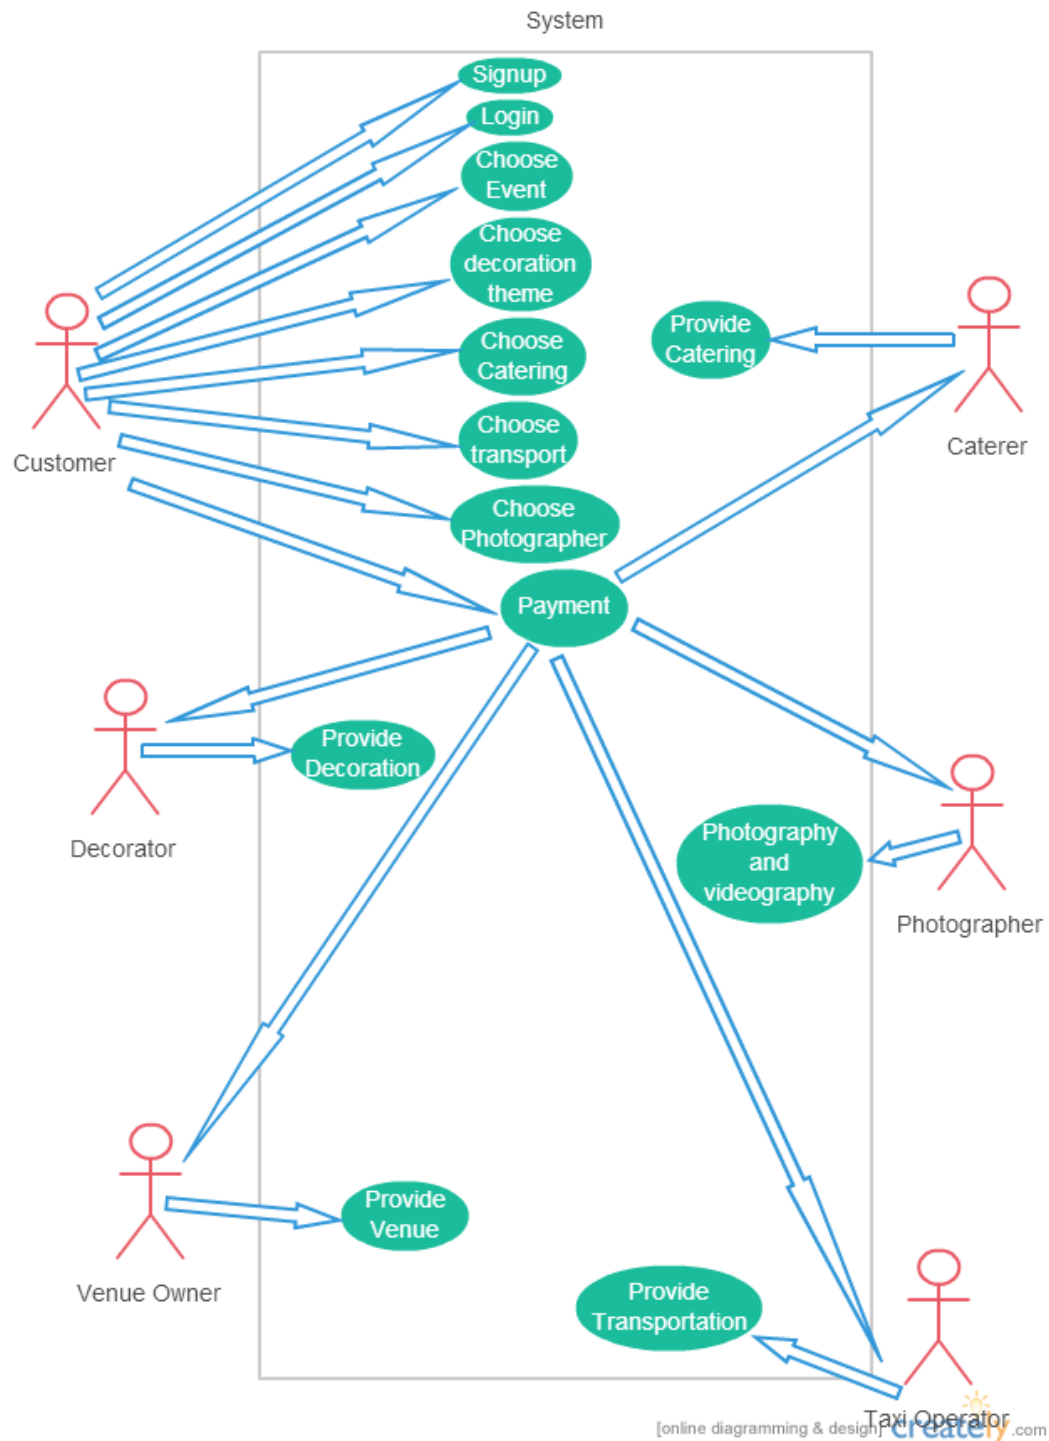 System
Signup
Login
Choose
Event
Choose
decoration
theme
Choose
Catering
Provide
Catering
Customer
Caterer
Choose
transport
Choose
Photographer
Payment
Provide
Decoration
Decorator
Photography
and
videography
Photographer
Provide
Venue
Venue Owner
Provide
Transportation
Taxi Operator
[online diagramming & design] creately.com